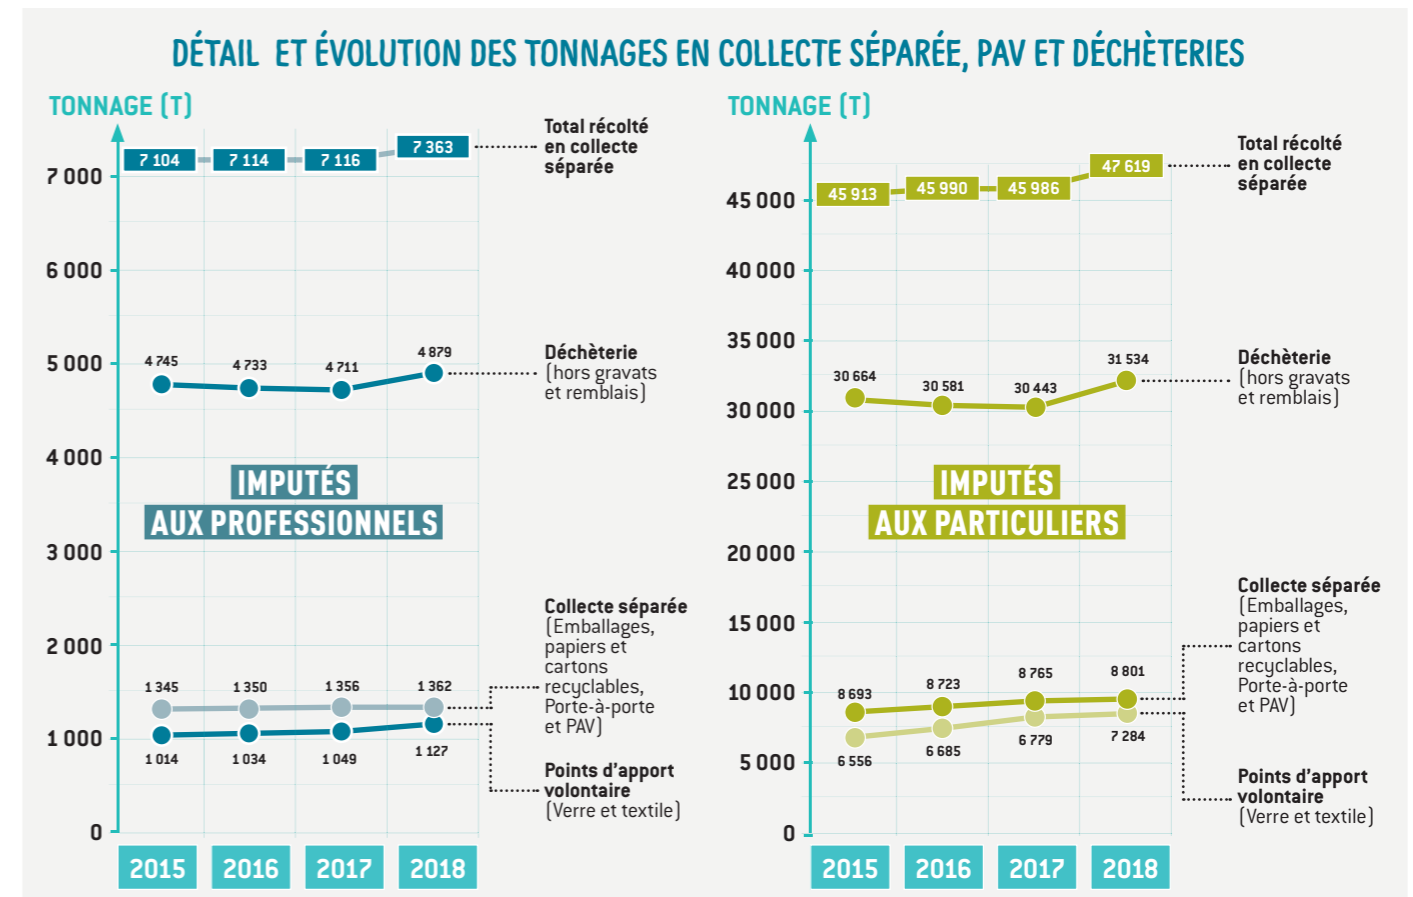 DÉTAIL ET ÉVOLUTION DES TONNAGES EN COLLECTE SÉPARÉE, PAV ET DÉCHÈTERIES
TONNAGE (T)
7 000
6 000
5 000
4 000
3 000
2 000
1 000
0
7 104
7 114
7 116
7 363
Total récolté
en collecte
séparée
4 745
4 733
4 711
4 879
Déchèterie
(hors gravats
et remblais)
IMPUTÉS
AUX PROFESSIONNELS
1 345
1 350
1 356
1 362
Collecte séparée
(Emballages,
papiers et
cartons
recyclables,
Porte-à-porte
et PAV)
1 014
1 034
1 049
1 127
Points d'apport
volontaire
(Verre et textile)
2015
2016
2017
2018
TONNAGE (T)
45 000
40 000
35 000
30 000
25 000
20 000
15 000
10 000
5 000
0
45 913
45 990
45 986
47 619
Total récolté
en collecte
séparée
30 664
30 581
30 443
31 534
Déchèterie
(hors gravats
et remblais)
IMPUTÉS
AUX PARTICULIERS
8 693
8 723
8 765
8 801
Collecte séparée
(Emballages,
papiers et
cartons
recyclables,
Porte-à-porte
et PAV)
6 556
6 685
6 779
7 284
Points d'apport
volontaire
(Verre et textile)
2015
2016
2017
2018